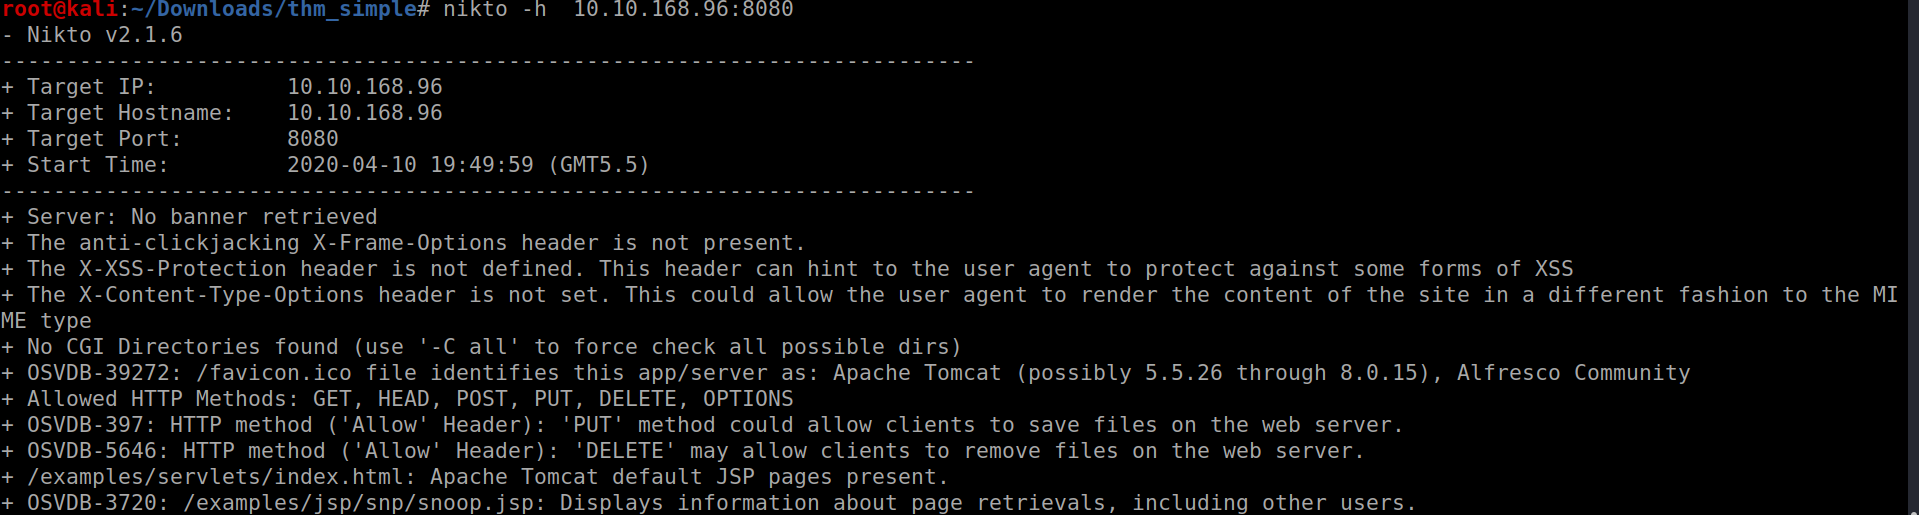 root@kali:~/Downloads/thm_simple# nikto -h  10.10.168.96:8080
- Nikto v2.1.6
---------------------------------------------------------------------------
+ Target IP:          10.10.168.96
+ Target Hostname:    10.10.168.96
+ Target Port:        8080
+ Start Time:         2020-04-10 19:49:59 (GMT5.5)
---------------------------------------------------------------------------
+ Server: No banner retrieved
+ The anti-clickjacking X-Frame-Options header is not present.
+ The X-XSS-Protection header is not defined. This header can hint to the user agent to protect against some forms of XSS
+ The X-Content-Type-Options header is not set. This could allow the user agent to render the content of the site in a different fashion to the MI
ME type
+ No CGI Directories found (use '-C all' to force check all possible dirs)
+ OSVDB-39272: /favicon.ico file identifies this app/server as: Apache Tomcat (possibly 5.5.26 through 8.0.15), Alfresco Community
+ Allowed HTTP Methods: GET, HEAD, POST, PUT, DELETE, OPTIONS
+ OSVDB-397: HTTP method ('Allow' Header): 'PUT' method could allow clients to save files on the web server.
+ OSVDB-5646: HTTP method ('Allow' Header): 'DELETE' may allow clients to remove files on the web server.
+ /examples/servlets/index.html: Apache Tomcat default JSP pages present.
+ OSVDB-3720: /examples/jsp/snp/snoop.jsp: Displays information about page retrievals, including other users.